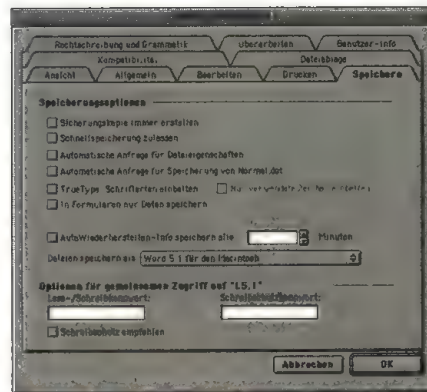 Rechtschreibung und Grammatik Überarbeiten Benutzer-Info
Dateiablage
Ansicht Allgemein Bearbeiten Drucken Speichern
Speicherungsoptionen
Sicherungskopie immer erstellen
Schnellspeicherung zulassen
Automatische Anfrage für Dateieigenschaften
Automatische Anfrage für Speicherung von Normal.dot
TrueType-Schriftarten einbetten
In Formularen nur Daten speichern
AutoWiederherstellen-Info speichern alle Minuten
Dateien speichern als Word 5.1 für den Macintosh
Optionen für gemeinsamen Zugriff auf "L5.1"
Lese-/Schreibkennwort:
Schreibschutz empfehlen
Abbrechen OK